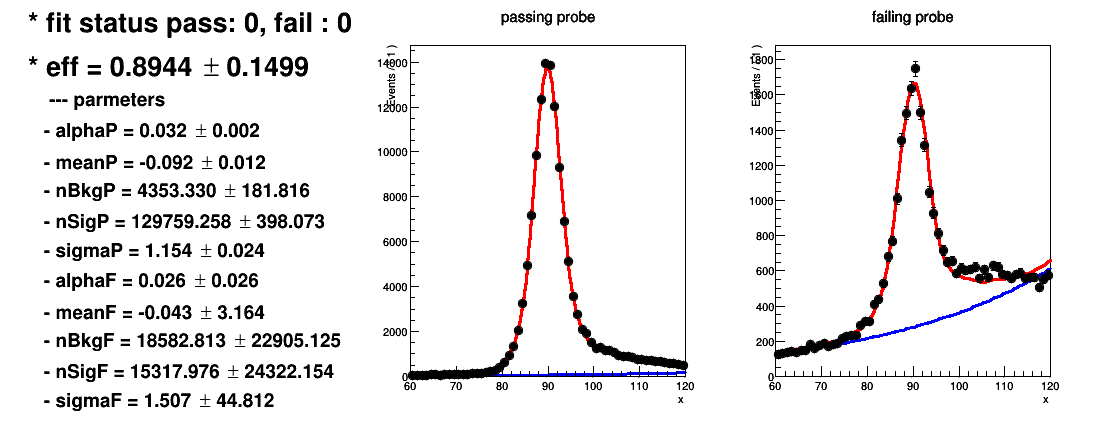 * fit status pass: 0, fail : 0
* eff = 0.8944 ± 0.1499
--- parmeters
- alphaP = 0.032 ± 0.002
- meanP = -0.092 ± 0.012
- nBkgP = 4353.330 ± 181.816
- nSigP = 129759.258 ± 398.073
- sigmaP = 1.154 ± 0.024
- alphaF = 0.026 ± 0.026
- meanF = -0.043 ± 3.164
- nBkgF = 18582.813 ± 22905.125
- nSigF = 15317.976 ± 24322.154
- sigmaF = 1.507 ± 44.812
passing probe
Events / ( 1 )
14000
12000
10000
8000
6000
4000
2000
0
60 70 80 90 100 110 120
x
failing probe
Events / ( 1 )
1800
1600
1400
1200
1000
800
600
400
200
0
60 70 80 90 100 110 120
x